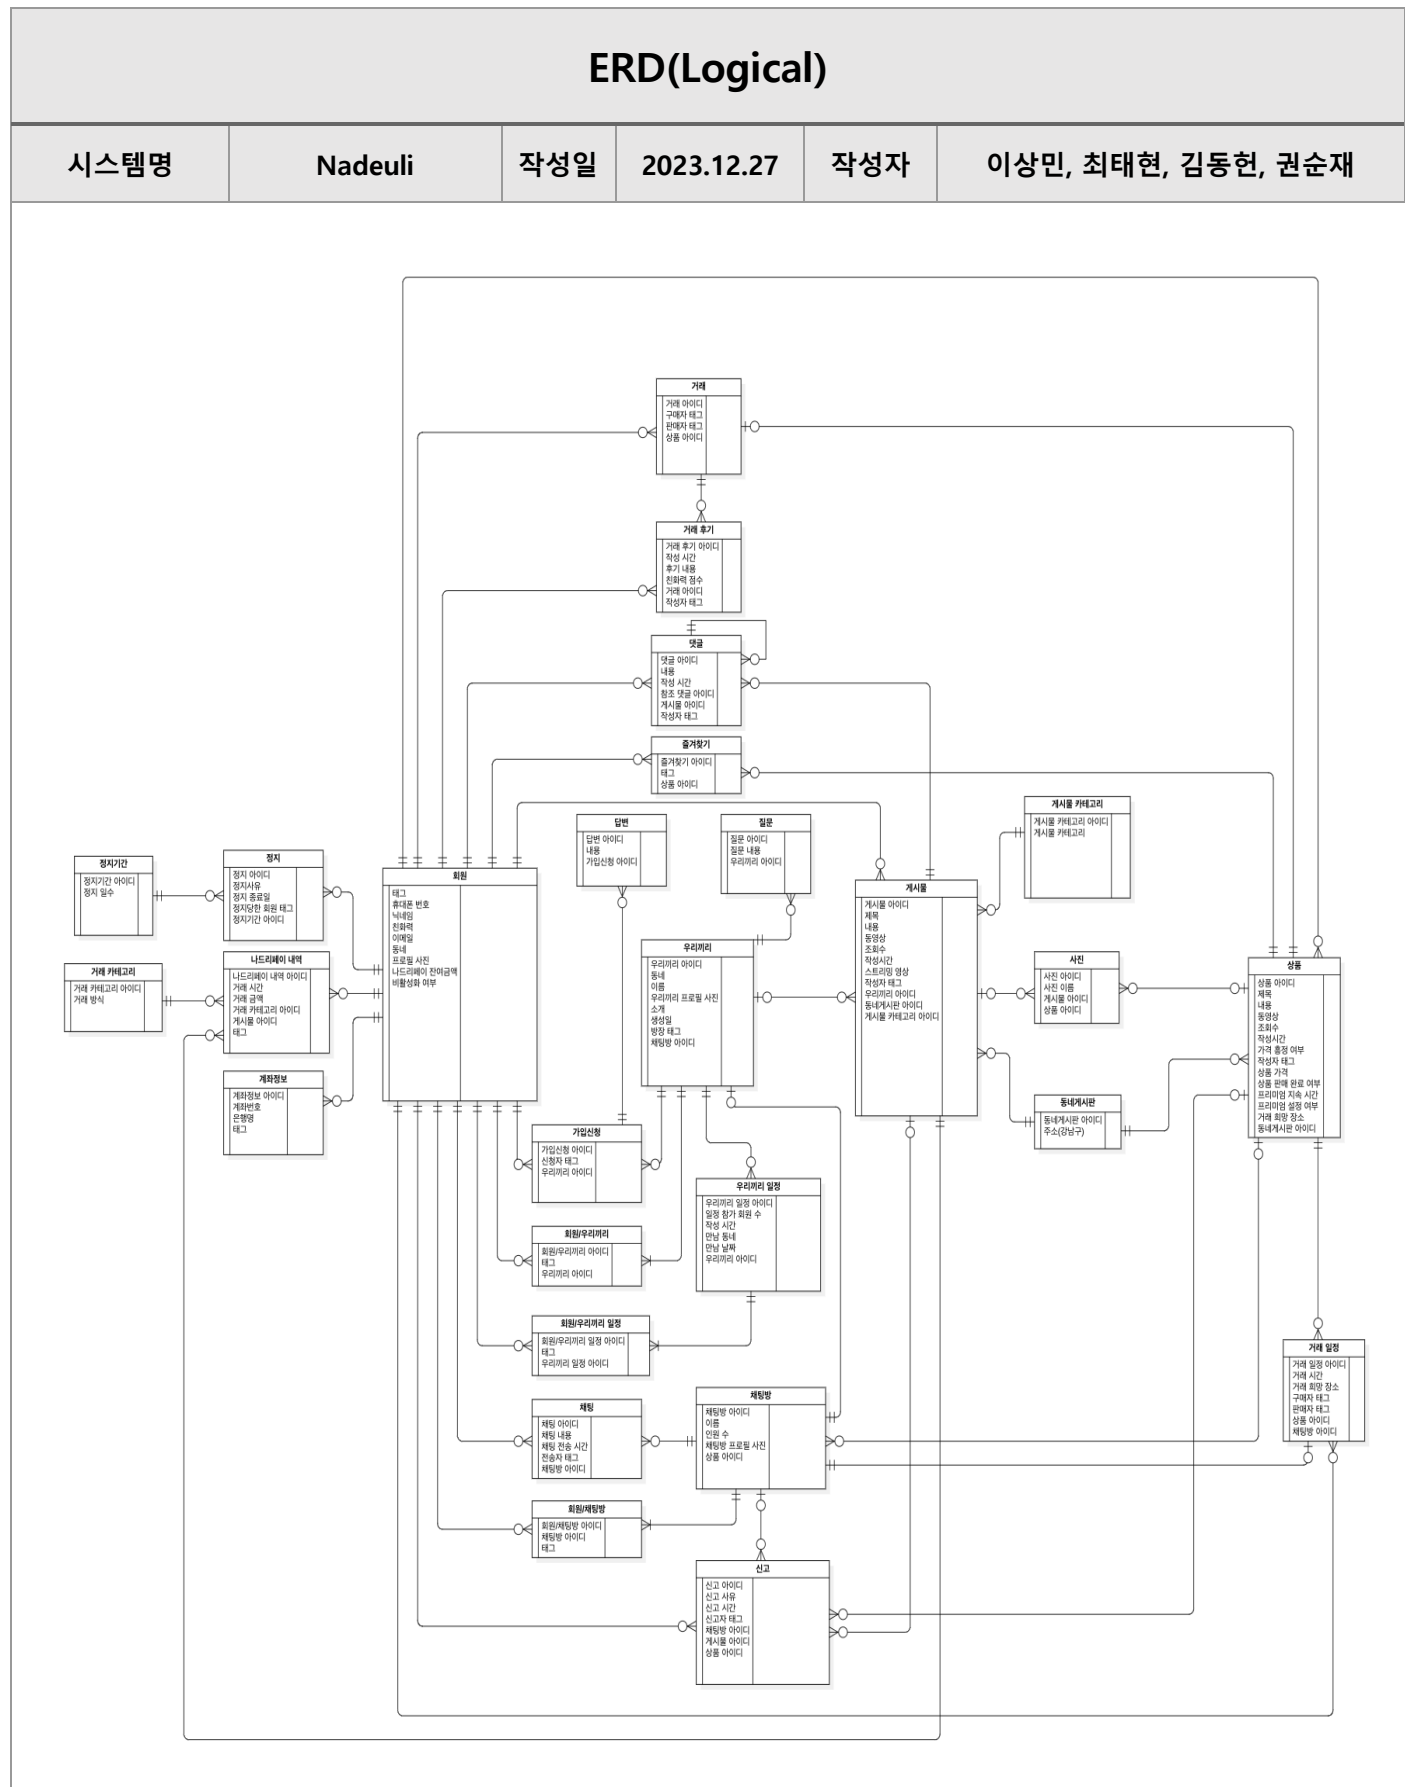 ERD(Logical)
시스템명 Nadeuli 작성일 2023.12.27 작성자 이상민, 최태현, 김동헌, 권순재
거래
거래 아이디
구매자 태그
판매자 태그
상품 아이디
거래 후기
거래 후기 아이디
작성 시간
후기 내용
친화력 점수
거래 아이디
작성자 태그
댓글
댓글 아이디
내용
작성 시간
참조 댓글 아이디
게시물 아이디
작성자 태그
즐겨찾기
즐겨찾기 아이디
태그
상품 아이디
답변
답변 아이디
내용
가입신청 아이디
질문
질문 아이디
질문 내용
우리끼리 아이디
게시물 카테고리
게시물 카테고리 아이디
게시물 카테고리
정지기간
정지기간 아이디
정지 일수
정지
정지 아이디
정지사유
정지 종료일
정지당한 회원 태그
정지기간 아이디
회원
태그
휴대폰 번호
닉네임
친화력
이메일
동네
프로필 사진
나드리페이 잔여금액
비활성화 여부
게시물
게시물 아이디
제목
내용
동영상
조회수
작성시간
스트리밍 영상
작성자 태그
우리끼리 아이디
동네게시판 아이디
게시물 카테고리 아이디
우리끼리
우리끼리 아이디
동네
이름
우리끼리 프로필 사진
소개
생성일
방장 태그
채팅방 아이디
사진
사진 아이디
사진 이름
게시물 아이디
상품 아이디
상품
상품 아이디
제목
내용
동영상
조회수
작성시간
가격 흥정 여부
작성자 태그
상품 가격
상품 판매 완료 여부
프리미엄 지속 시간
프리미엄 설정 여부
거래 희망 장소
동네게시판 아이디
거래 카테고리
거래 카테고리 아이디
거래 방식
나드리페이 내역
나드리페이 내역 아이디
거래 시간
거래 금액
거래 카테고리 아이디
게시물 아이디
태그
계좌정보
계좌정보 아이디
계좌번호
은행명
태그
동네게시판
동네게시판 아이디
주소(강남구)
가입신청
가입신청 아이디
신청자 태그
우리끼리 아이디
우리끼리 일정
우리끼리 일정 아이디
일정 참가 회원 수
작성 시간
만남 동네
만남 날짜
우리끼리 아이디
회원/우리끼리
회원/우리끼리 아이디
태그
우리끼리 아이디
회원/우리끼리 일정
회원/우리끼리 일정 아이디
태그
우리끼리 일정 아이디
거래 일정
거래 일정 아이디
거래 시간
거래 희망 장소
구매자 태그
판매자 태그
상품 아이디
채팅방 아이디
채팅
채팅 아이디
채팅 내용
채팅 전송 시간
전송자 태그
채팅방 아이디
채팅방
채팅방 아이디
이름
인원 수
채팅방 프로필 사진
상품 아이디
회원/채팅방
회원/채팅방 아이디
채팅방 아이디
태그
신고
신고 아이디
신고 사유
신고 시간
신고자 태그
채팅방 아이디
게시물 아이디
상품 아이디